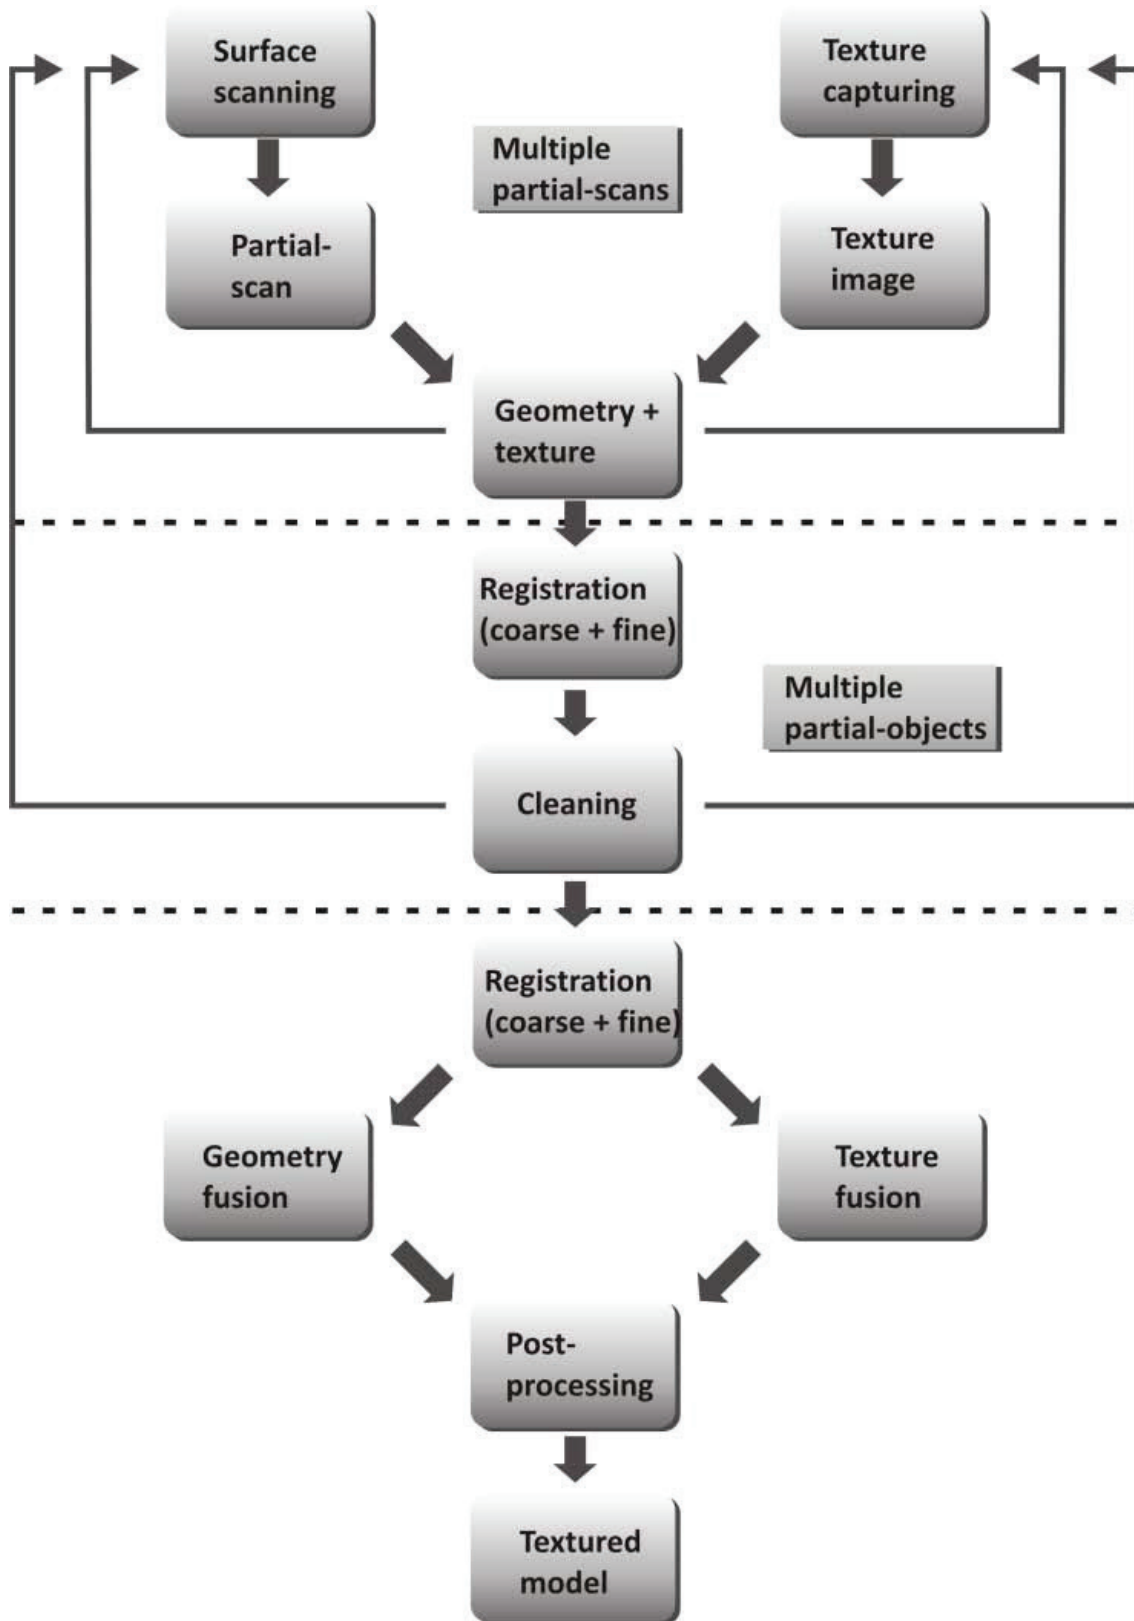 Surface
scanning
Texture
capturing
Multiple
partial-scans
Partial-
scan
Texture
image
Geometry +
texture
Registration
(coarse + fine)
Multiple
partial-objects
Cleaning
Registration
(coarse + fine)
Geometry
fusion
Texture
fusion
Post-
processing
Textured
model